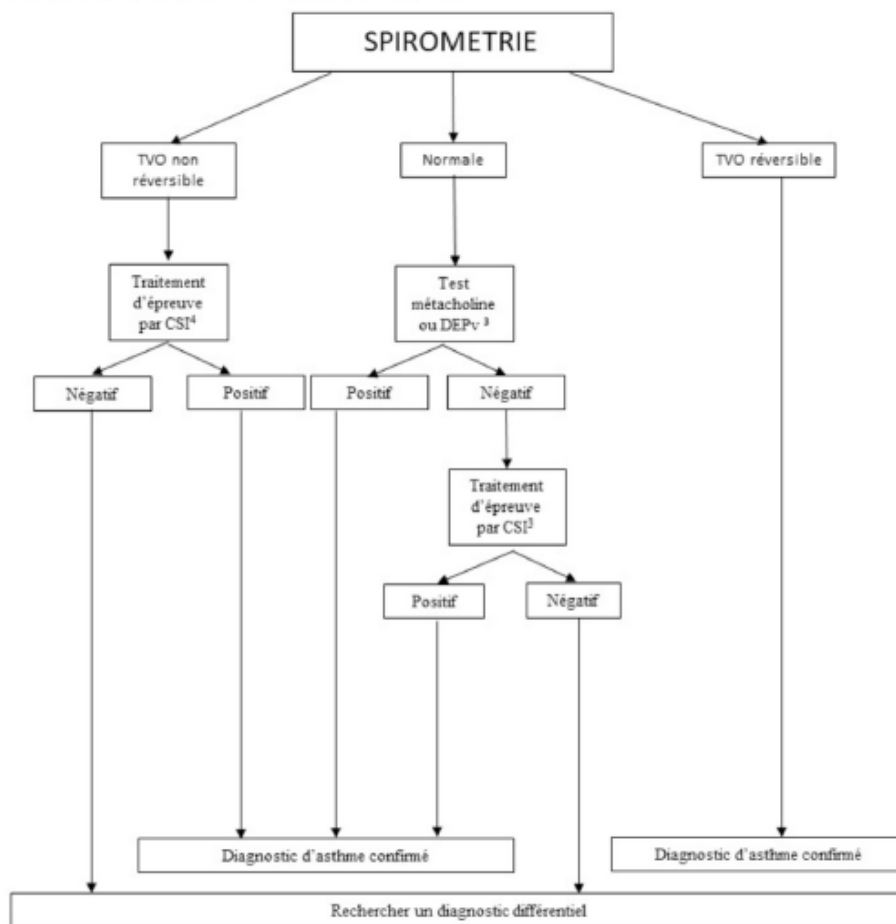 SPIROMETRIE
TVO non
réversible
Normale
TVO réversible
Traitement
d'épreuve
par CSI⁴
Test
métacholine
ou DEPv ³
Négatif
Positif
Positif
Négatif
Traitement
d'épreuve
par CSI³
Positif
Négatif
Diagnostic d'asthme confirmé
Diagnostic d'asthme confirmé
Rechercher un diagnostic différentiel